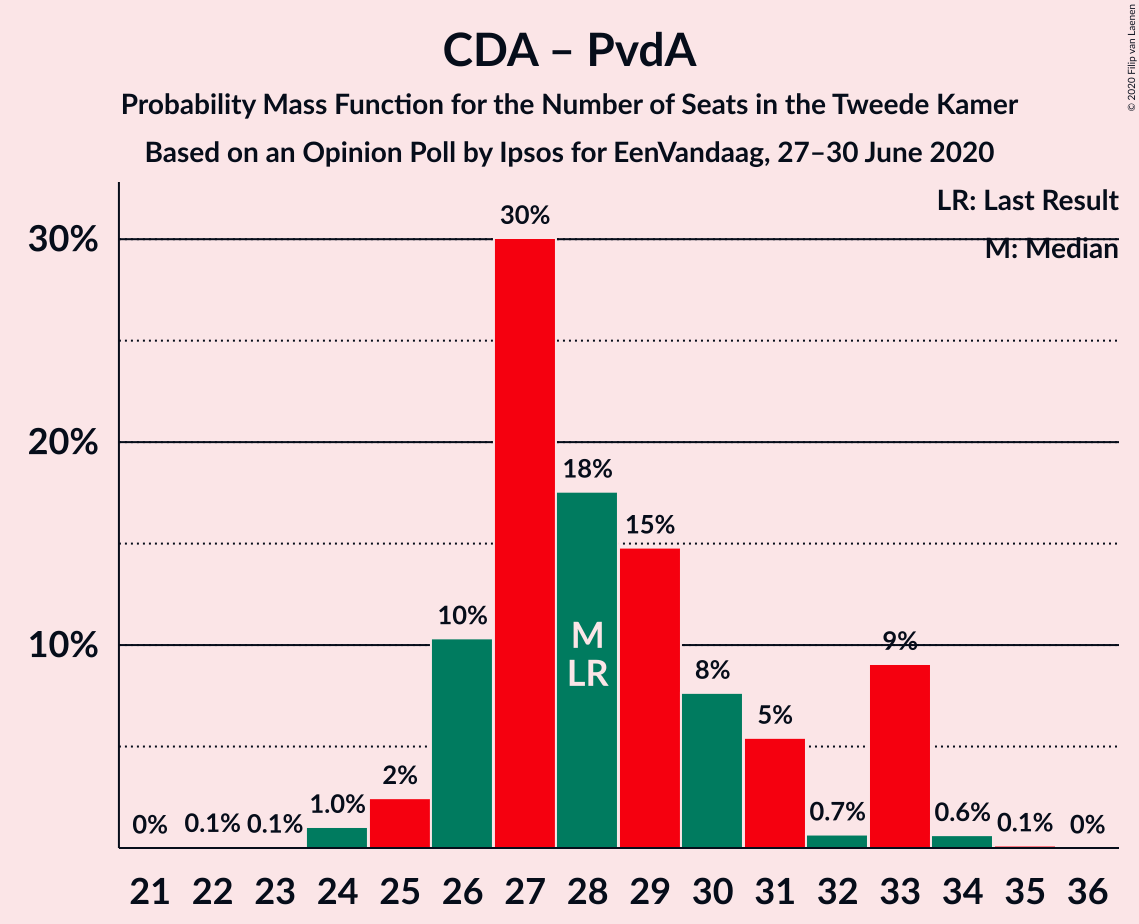 CDA – PvdA
Probability Mass Function for the Number of Seats in the Tweede Kamer
Based on an Opinion Poll by Ipsos for EenVandaag, 27–30 June 2020
© 2020 Filip van Laenen
LR: Last Result
M: Median
30%
20%
10%
0%
0.1%
0.1%
1.0%
2%
10%
30%
18%
15%
8%
5%
0.7%
9%
0.6%
0.1%
0%
M
LR
21 22 23 24 25 26 27 28 29 30 31 32 33 34 35 36